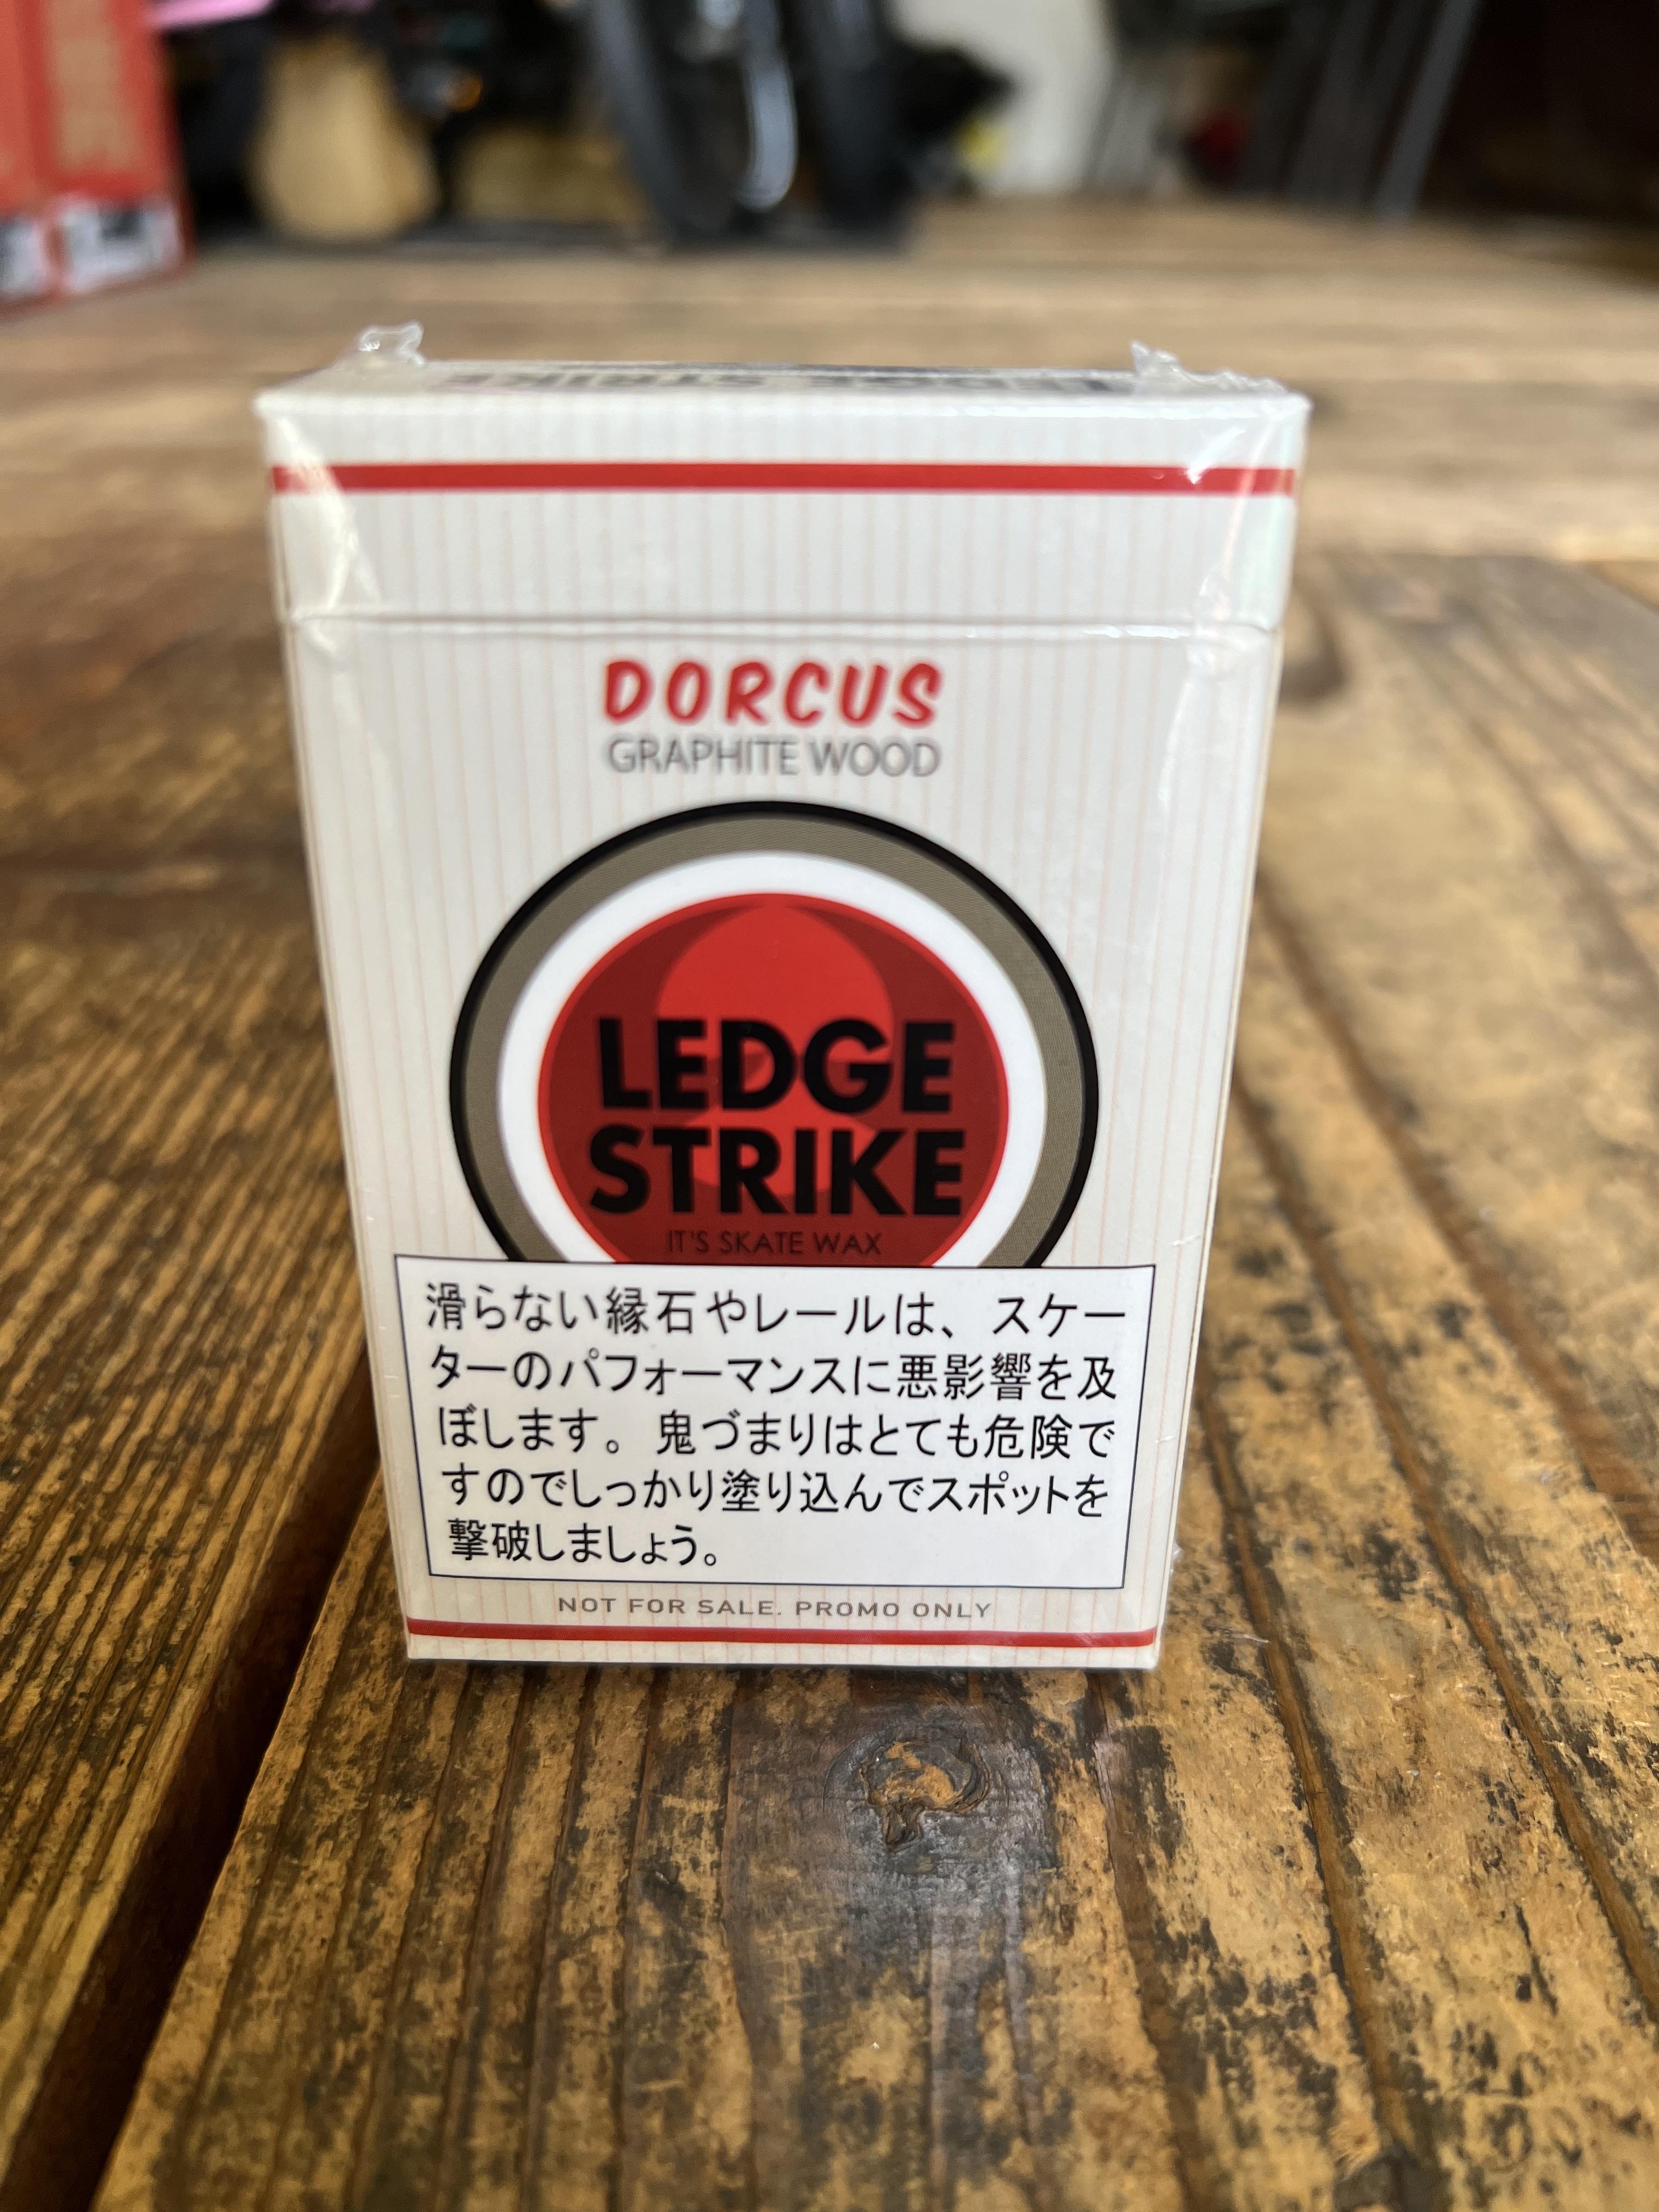 LEDGE STRIKE
DORCUS
GRAPHITE WOOD
LEDGE
STRIKE
IT'S SKATE WAX
滑らない縁石やレールは、スケー
ターのパフォーマンスに悪影響を及
ぼします。鬼づまりはとても危険で
すのでしっかり塗り込んでスポットを
撃破しましょう。
NOT FOR SALE. PROMO ONLY